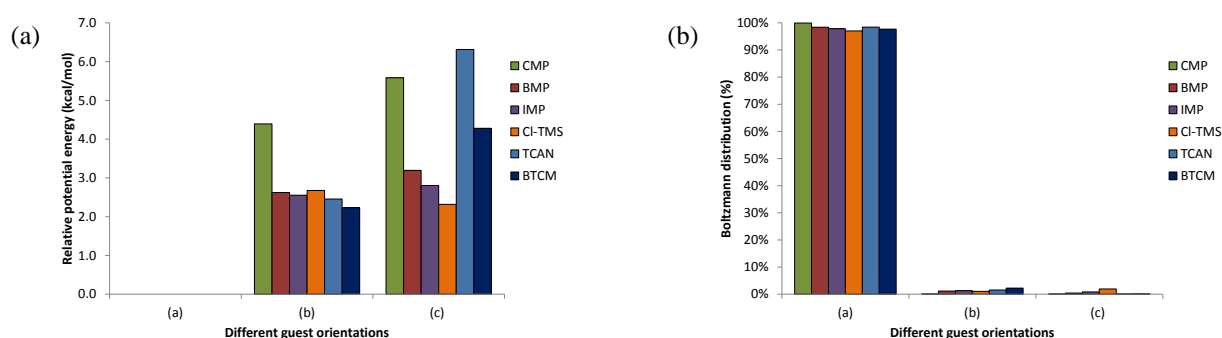 (a)
Relative potential energy (kcal/mol)
7.0
6.0
5.0
4.0
3.0
2.0
1.0
0.0
(a)
(b)
(c)
Different guest orientations
CMP
BMP
IMP
Cl-TMS
TCAN
BTCM
(b)
Boltzmann distribution (%)
100%
90%
80%
70%
60%
50%
40%
30%
20%
10%
0%
(a)
(b)
(c)
Different guest orientations
CMP
BMP
IMP
Cl-TMS
TCAN
BTCM